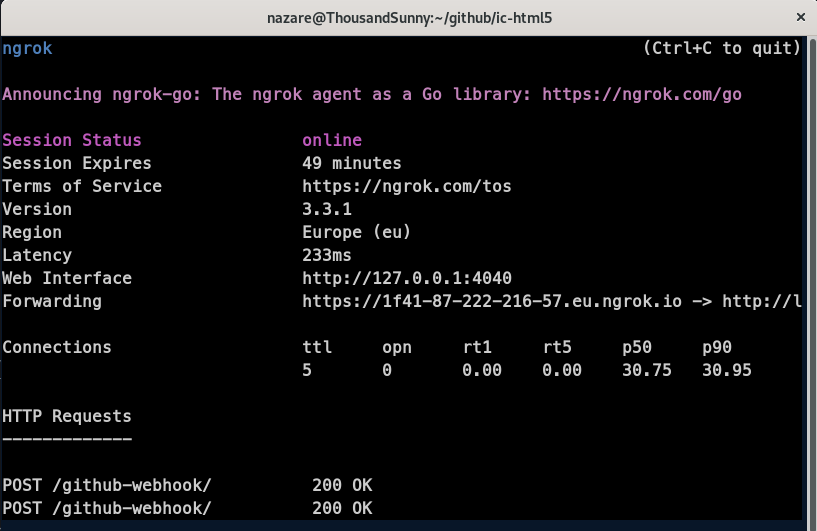 nazare@ThousandSunny:~/github/ic-html5
ngrok (Ctrl+C to quit)
Announcing ngrok-go: The ngrok agent as a Go library: https://ngrok.com/go
Session Status online
Session Expires 49 minutes
Terms of Service https://ngrok.com/tos
Version 3.3.1
Region Europe (eu)
Latency 233ms
Web Interface http://127.0.0.1:4040
Forwarding https://1f41-87-222-216-57.eu.ngrok.io -> http://l
Connections ttl opn rt1 rt5 p50 p90
5 0 0.00 0.00 30.75 30.95
HTTP Requests
-------------
POST /github-webhook/ 200 OK
POST /github-webhook/ 200 OK